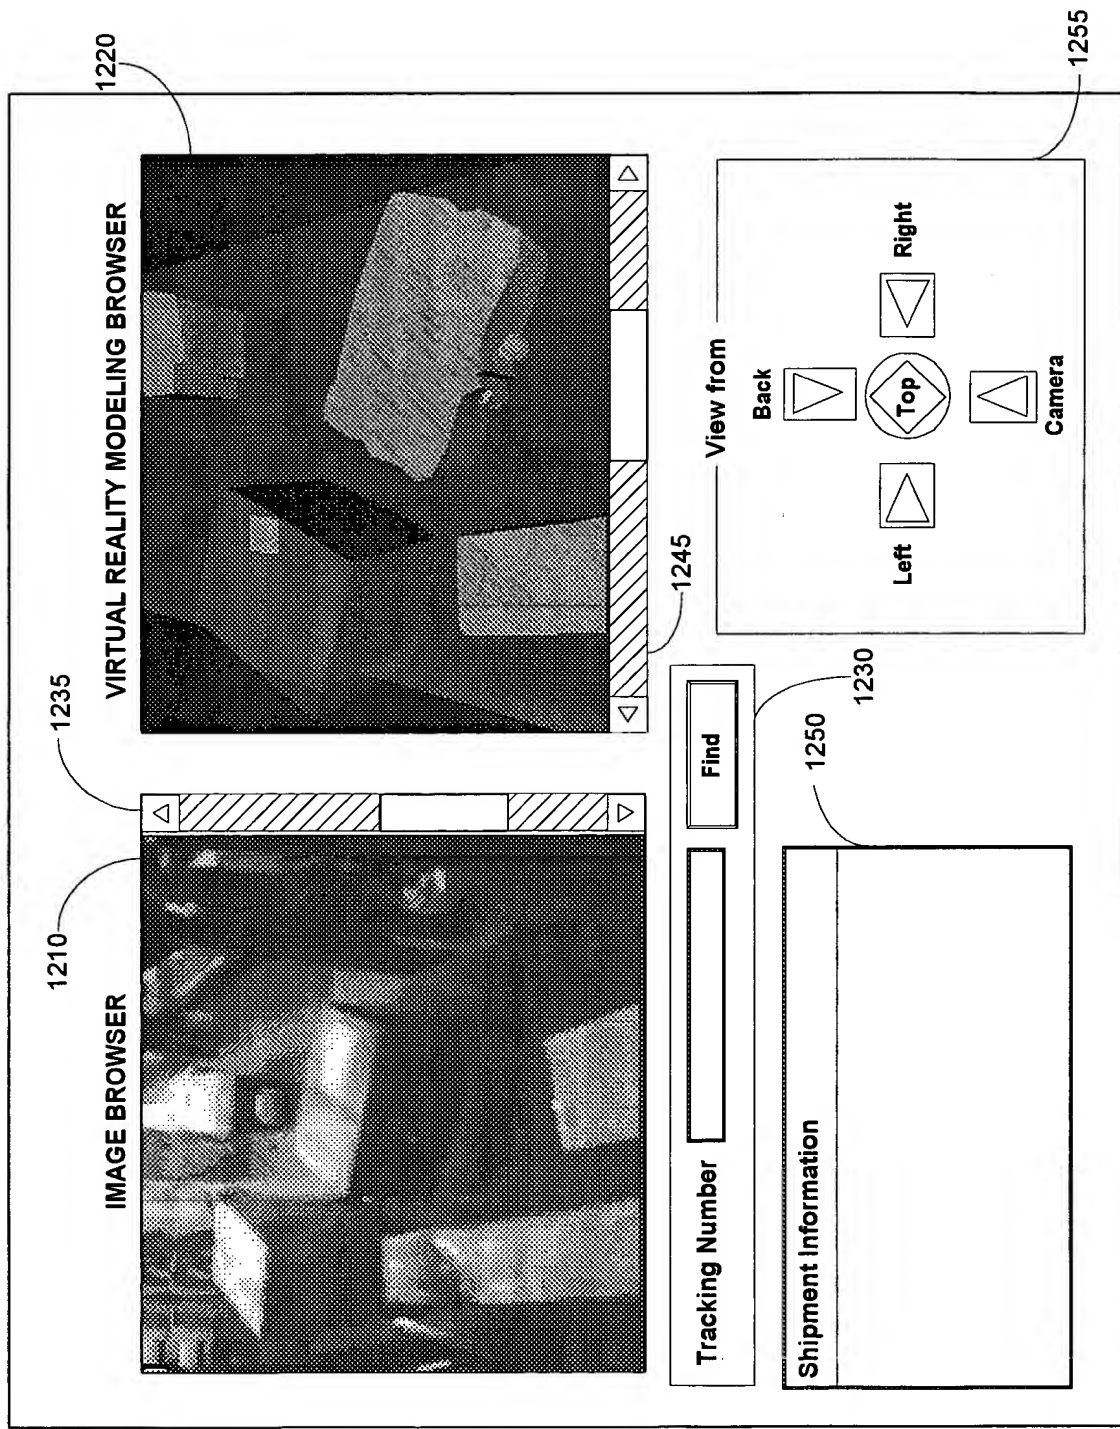 1210
1235
1220
IMAGE BROWSER
VIRTUAL REALITY MODELING BROWSER
1245
Tracking Number
Find
1230
Shipment Information
1250
View from
Back
Left
Top
Right
Camera
1255